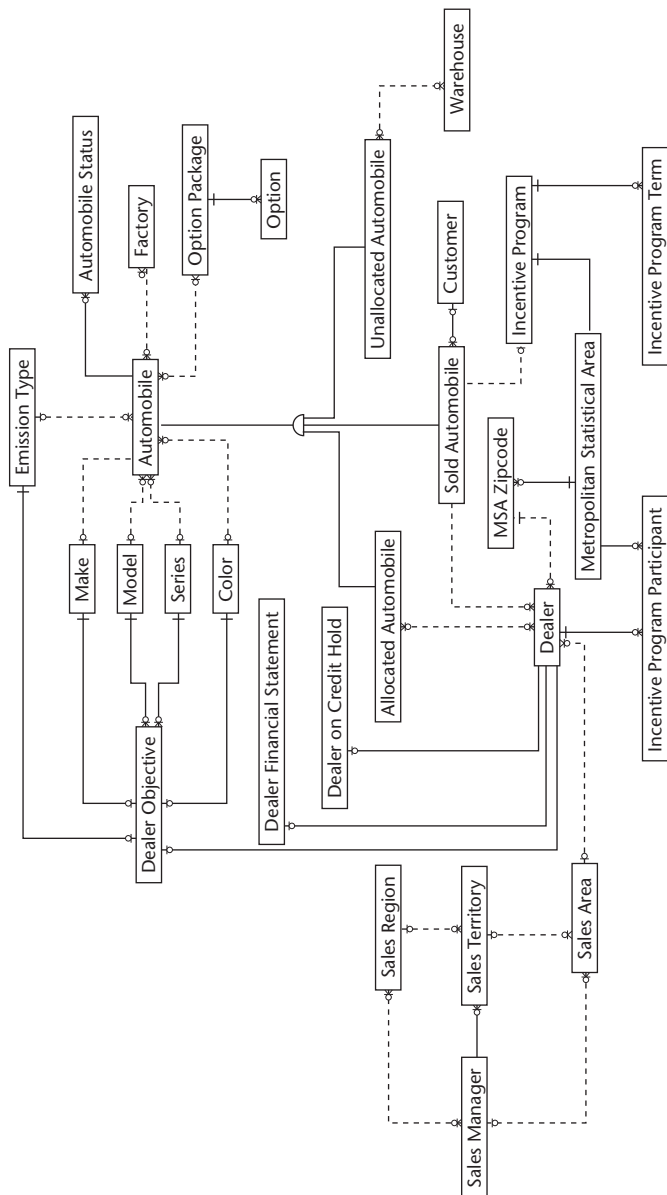 Emission Type
Automobile Status
Make
Model
Series
Color
Automobile
Factory
Option Package
Option
Dealer Objective
Dealer Financial Statement
Dealer on Credit Hold
Allocated Automobile
Sold Automobile
Unallocated Automobile
Warehouse
Customer
Incentive Program
MSA Zipcode
Metropolitan Statistical Area
Dealer
Sales Region
Sales Territory
Sales Manager
Sales Area
Incentive Program Participant
Incentive Program Term